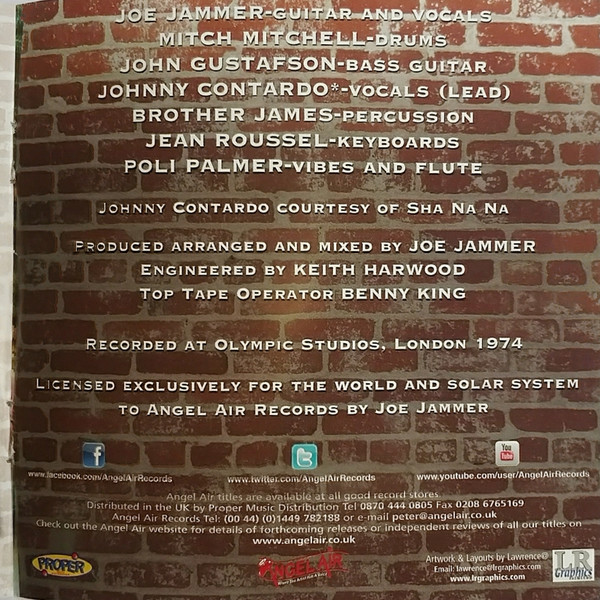 JOE JAMMER-GUITAR AND VOCALS
MITCH MITCHELL-DRUMS
JOHN GUSTAFSON-BASS GUITAR
JOHNNY CONTARDO*-VOCALS (LEAD)
BROTHER JAMES-PERCUSSION
JEAN ROUSSEL-KEYBOARDS
POLI PALMER-VIBES AND FLUTE
JOHNNY CONTARDO COURTESY OF SHA NA NA
PRODUCED ARRANGED AND MIXED BY JOE JAMMER
ENGINEERED BY KEITH HARWOOD
TOP TAPE OPERATOR BENNY KING
RECORDED AT OLYMPIC STUDIOS, LONDON 1974
LICENSED EXCLUSIVELY FOR THE WORLD AND SOLAR SYSTEM
TO ANGEL AIR RECORDS BY JOE JAMMER
f t You Tube
www.facebook.com/AngelAirRecords www.twitter.com/AngelAirRecords www.youtube.com/user/AngelAirRecords
Angel Air titles are available at all good record stores
Distributed in the UK by Proper Music Distribution Tel 0870 444 0805 Fax 0208 6765169
Angel Air Records Tel: (00 44) (0)1449 782188 or e-mail peter@angelair.co.uk
Check out the Angel Air website for details of forthcoming releases or independent reviews of all our titles on
www.angelair.co.uk
PROPER ANGEL AIR
Artwork & Layouts by Lawrence@ LR Graphics
Email: lawrence@lrgraphics.com
www.lrgraphics.com